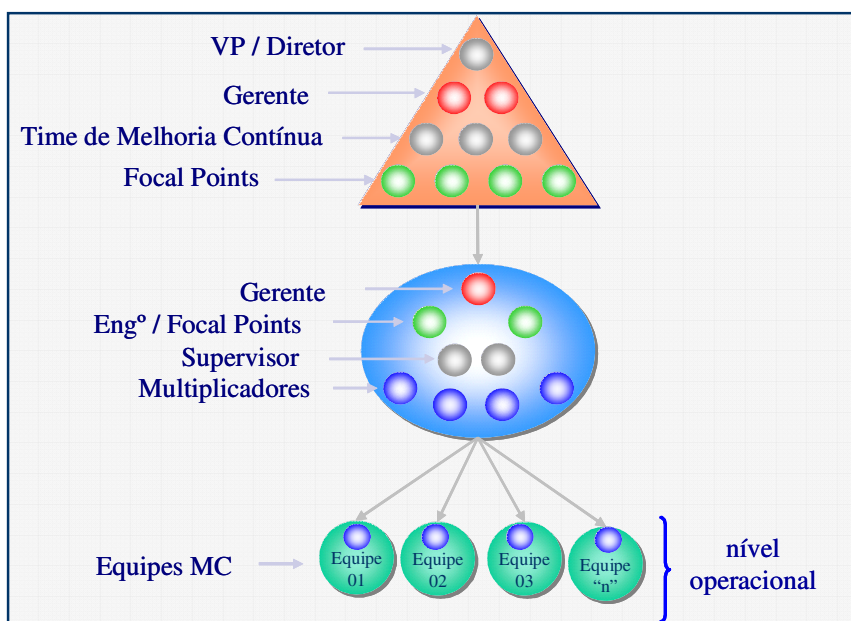 VP / Diretor
Gerente
Time de Melhoria Contínua
Focal Points
Gerente
Engº / Focal Points
Supervisor
Multiplicadores
Equipes MC
Equipe
01
Equipe
02
Equipe
03
Equipe
“n”
nível
operacional